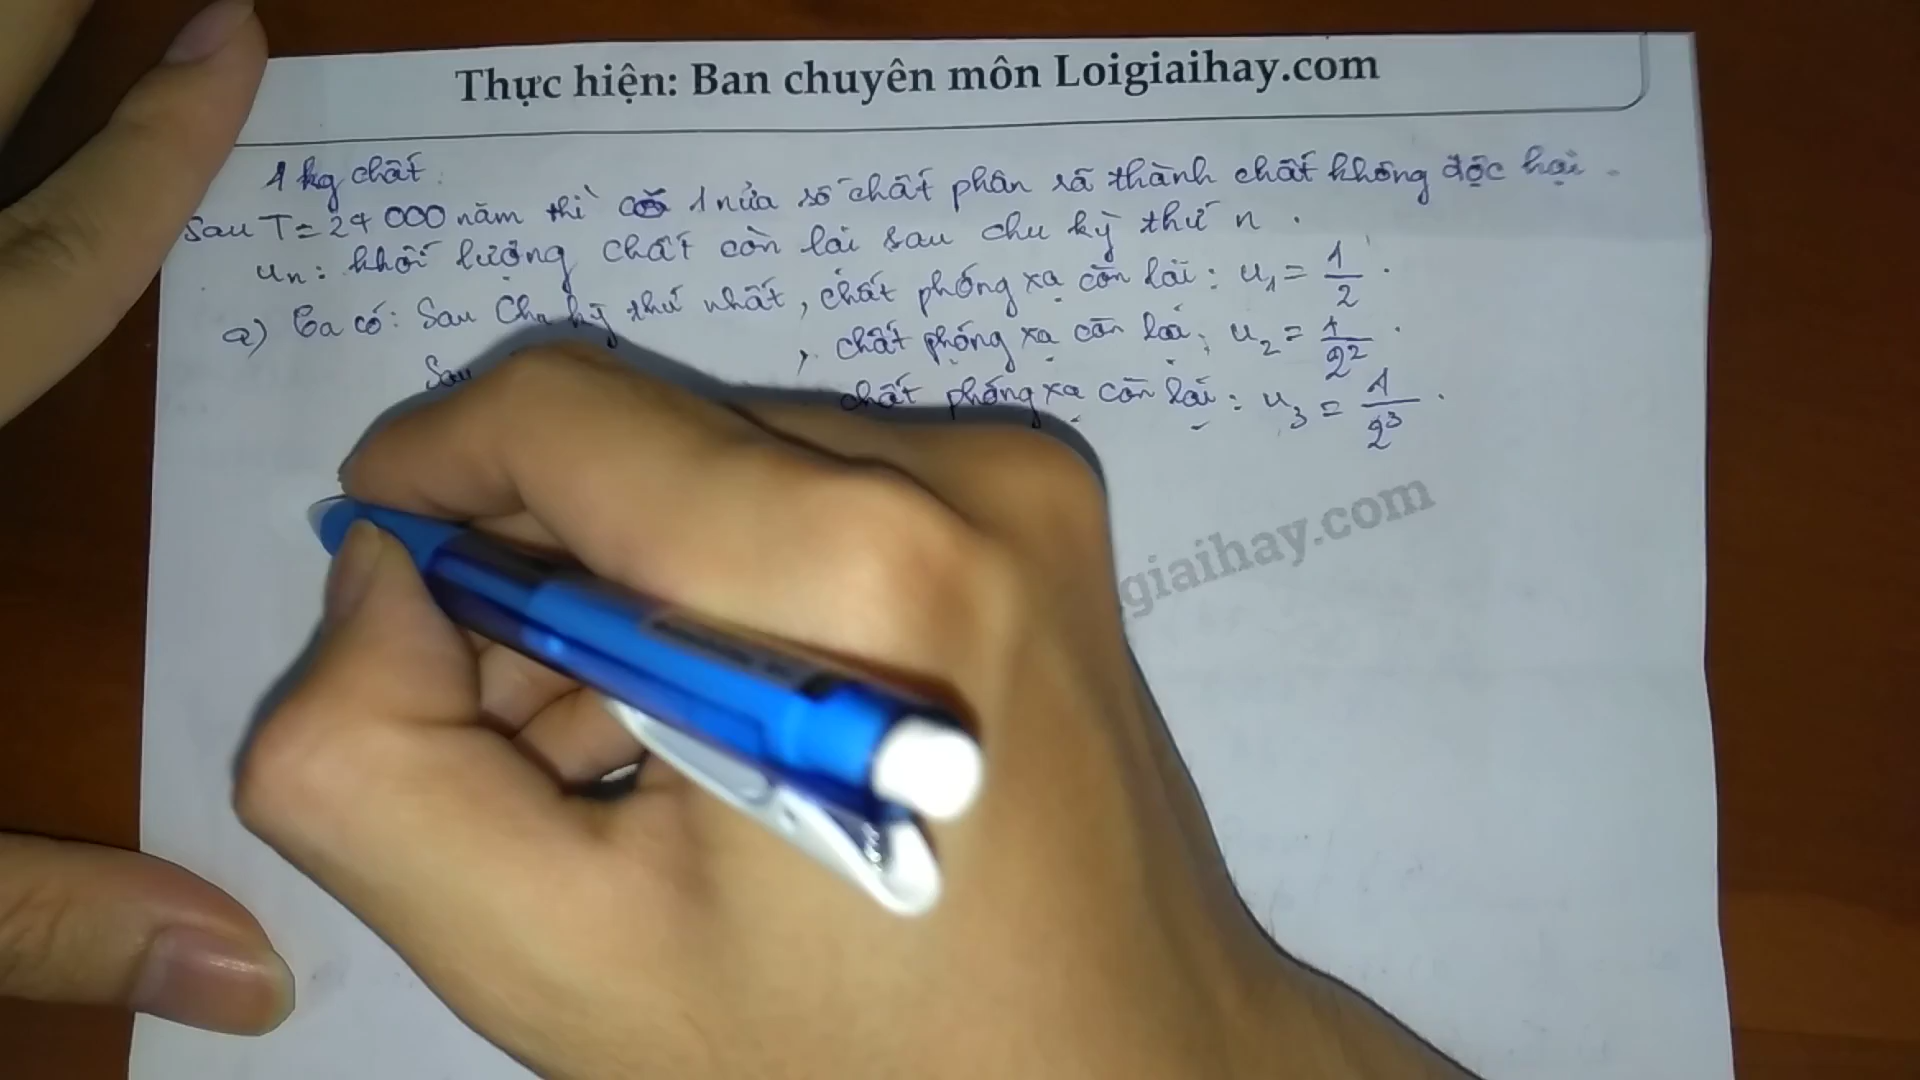 Thực hiện: Ban chuyên môn Loigiaihay.com
1 kg chất.
Sau T = 24 000 năm thì có 1 nửa số chất phân rã thành chất không độc hại.
uₙ: khối lượng chất còn lại sau chu kỳ thứ n.
a) Ta có: Sau Chu kỳ thứ nhất, chất phóng xạ còn lại: u₁ = 1/2.
Sau , chất phóng xạ còn lại: u₂ = 1/2².
chất phóng xạ còn lại: u₃ = 1/2³.
giaihay.com